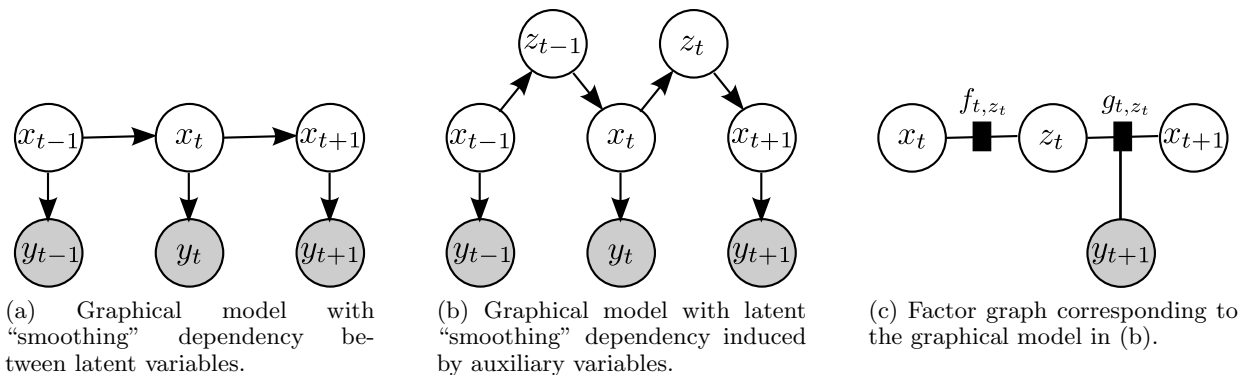 z_{t−1} z_t
x_{t−1} x_t x_{t+1}
y_{t−1} y_t y_{t+1}
x_{t−1} x_t x_{t+1}
y_{t−1} y_t y_{t+1}
f_{t,z_t} g_{t,z_t}
x_t z_t x_{t+1}
y_{t+1}
(a) Graphical model with
“smoothing” dependency be-
tween latent variables.
(b) Graphical model with latent
“smoothing” dependency induced
by auxiliary variables.
(c) Factor graph corresponding to
the graphical model in (b).